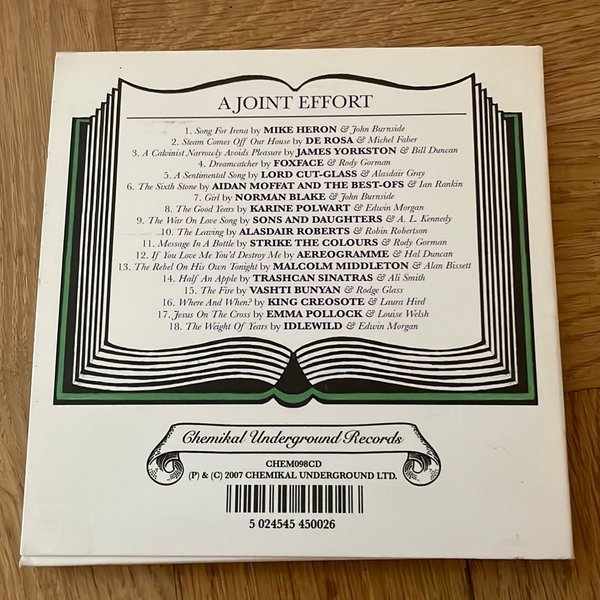 A JOINT EFFORT
1. Song For Irena by MIKE HERON & John Burnside
2. Steam Comes Off Our House by DE ROSA & Michel Faber
3. A Calvinist Narrowly Avoids Pleasure by JAMES YORKSTON & Bill Duncan
4. Dreamcatcher by FOXFACE & Rody Gorman
5. A Sentimental Song by LORD CUT-GLASS & Alasdair Gray
6. The Sixth Stone by AIDAN MOFFAT AND THE BEST-OFS & Ian Rankin
7. Girl by NORMAN BLAKE & John Burnside
8. The Good Years by KARINE POLWART & Edwin Morgan
9. The War On Love Song by SONS AND DAUGHTERS & A. L. Kennedy
10. The Leaving by ALASDAIR ROBERTS & Robin Robertson
11. Message In A Bottle by STRIKE THE COLOURS & Rody Gorman
12. If You Love Me You'd Destroy Me by AEREOGRAMME & Hal Duncan
13. The Rebel On His Own Tonight by MALCOLM MIDDLETON & Alan Bissett
14. Half An Apple by TRASHCAN SINATRAS & Ali Smith
15. The Fire by VASHTI BUNYAN & Rodge Glass
16. Where And When? by KING CREOSOTE & Laura Hird
17. Jesus On The Cross by EMMA POLLOCK & Louise Welsh
18. The Weight Of Years by IDLEWILD & Edwin Morgan
Chemikal Underground Records
CHEM098CD
(P) & (C) 2007 CHEMIKAL UNDERGROUND LTD.
5 024545 450026